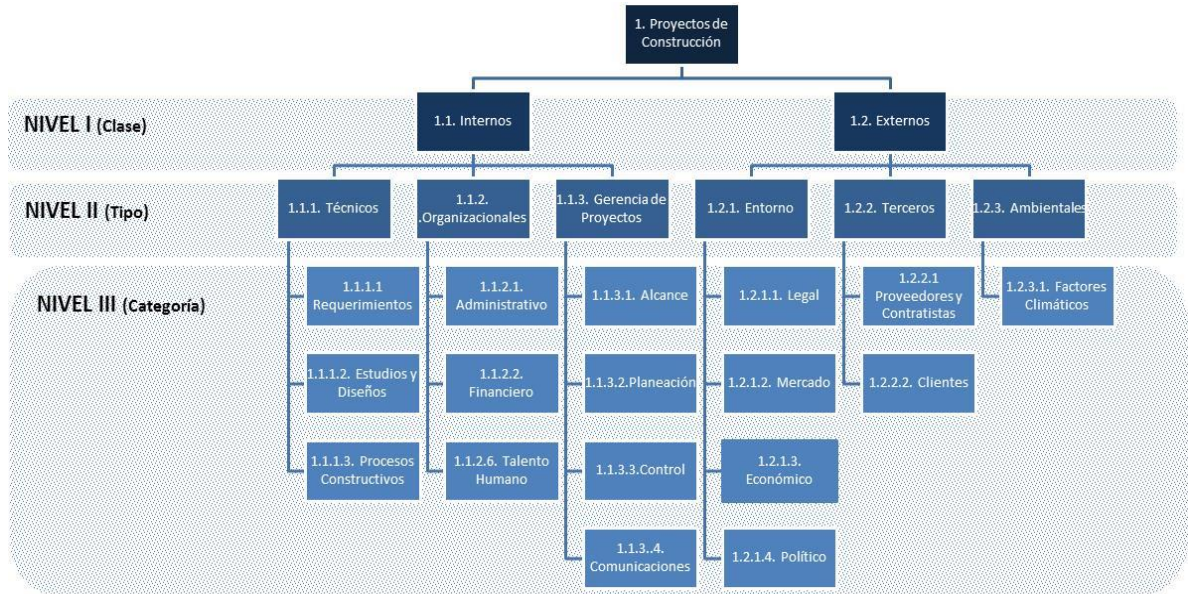 1. Proyectos de
Construcción
NIVEL I (Clase)
1.1. Internos
1.2. Externos
NIVEL II (Tipo)
1.1.1. Técnicos
1.1.2.
.Organizacionales
1.1.3. Gerencia de
Proyectos
1.2.1. Entorno
1.2.2. Terceros
1.2.3. Ambientales
NIVEL III (Categoría)
1.1.1.1
Requerimientos
1.1.2.1.
Administrativo
1.1.3.1. Alcance
1.2.1.1. Legal
1.2.2.1
Proveedores y
Contratistas
1.2.3.1. Factores
Climáticos
1.1.1.2. Estudios y
Diseños
1.1.2.2.
Financiero
1.1.3.2.Planeación
1.2.1.2. Mercado
1.2.2.2. Clientes
1.1.1.3. Procesos
Constructivos
1.1.2.6. Talento
Humano
1.1.3.3.Control
1.2.1.3.
Económico
1.1.3..4.
Comunicaciones
1.2.1.4. Político